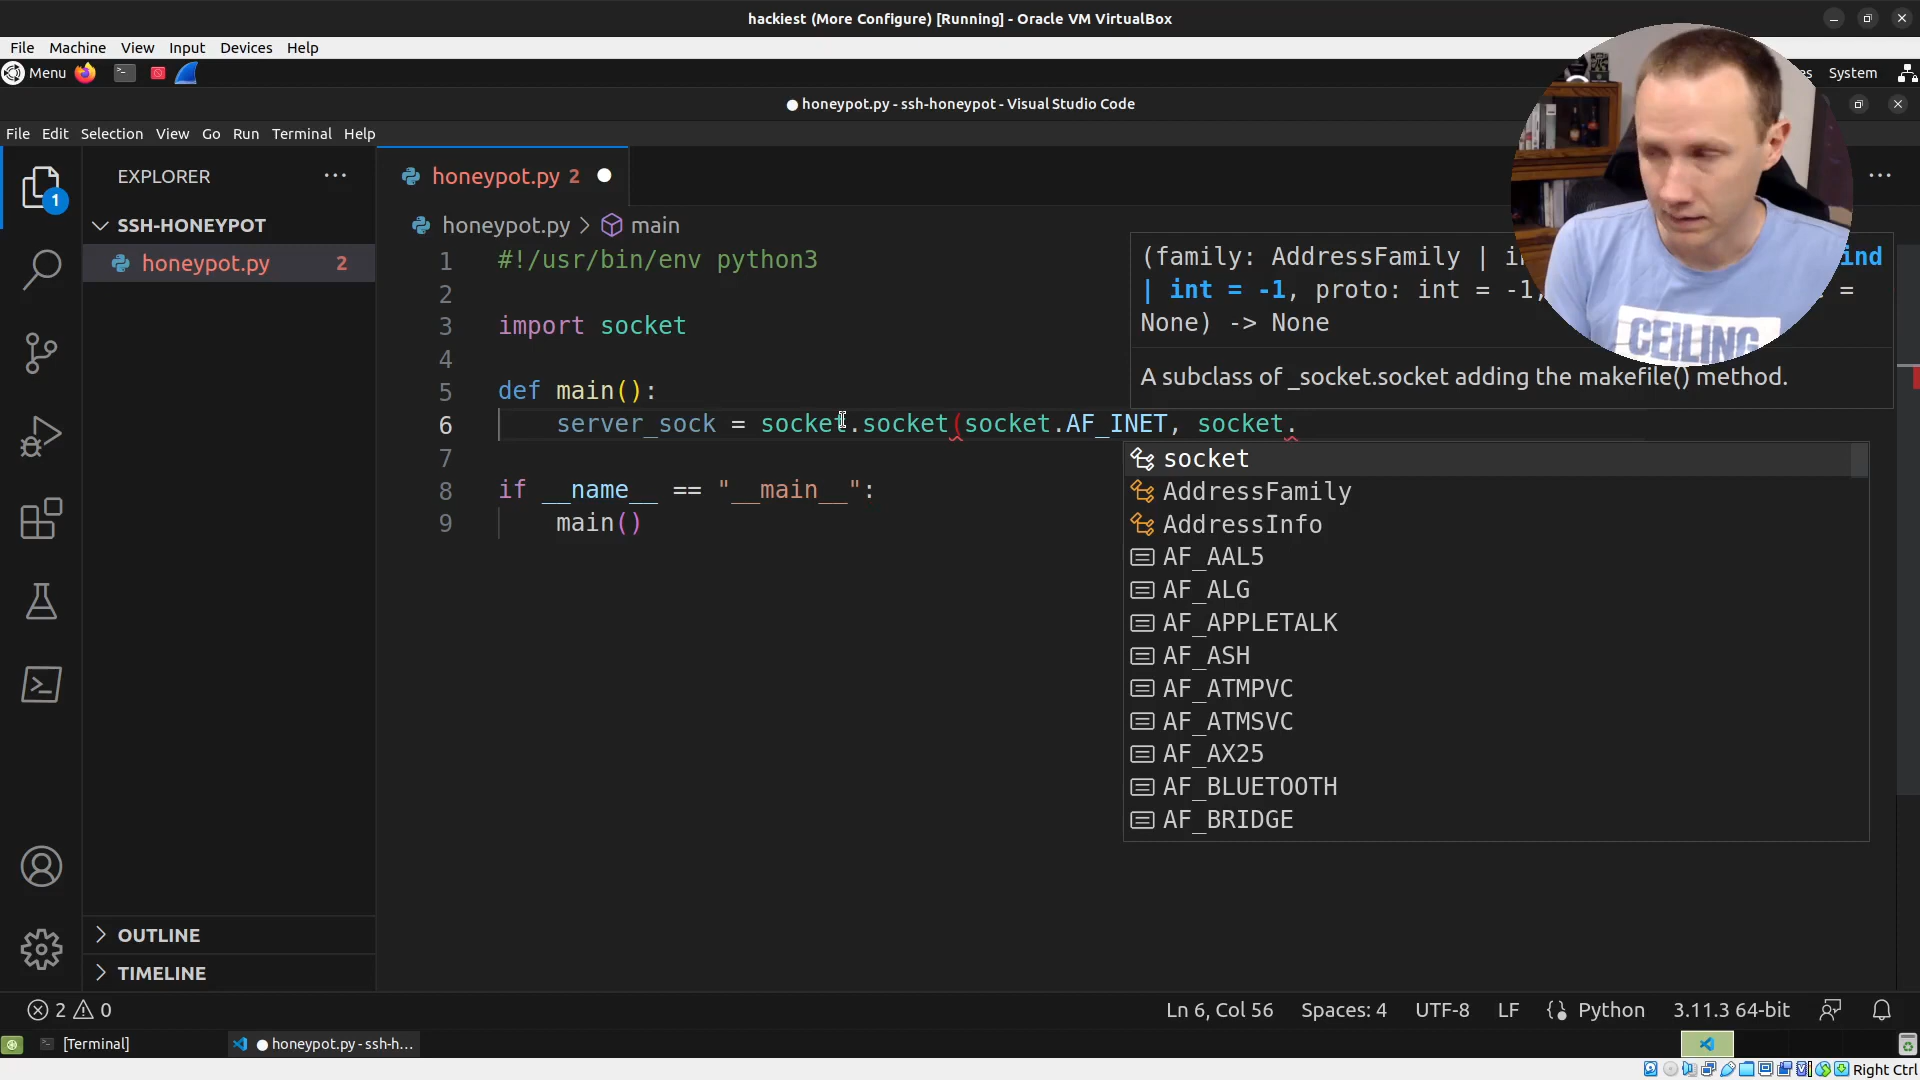 hackiest (More Configure) [Running] - Oracle VM VirtualBox
File Machine View Input Devices Help
Menu System
● honeypot.py - ssh-honeypot - Visual Studio Code
File Edit Selection View Go Run Terminal Help
EXPLORER
honeypot.py 2
1
SSH-HONEYPOT
honeypot.py > main
honeypot.py 2
1 #!/usr/bin/env python3
2
3 import socket
4
5 def main():
6 server_sock = socket.socket(socket.AF_INET, socket.
7
8 if __name__ == "__main__":
9 main()
(family: AddressFamily |
| int = -1, proto: int = -1, =
None) -> None
A subclass of _socket.socket adding the makefile() method.
CEILING
socket
AddressFamily
AddressInfo
AF_AAL5
AF_ALG
AF_APPLETALK
AF_ASH
AF_ATMPVC
AF_ATMSVC
AF_AX25
AF_BLUETOOTH
AF_BRIDGE
OUTLINE
TIMELINE
2 0
Ln 6, Col 56 Spaces: 4 UTF-8 LF Python 3.11.3 64-bit
[Terminal]
● honeypot.py - ssh-h...
Right Ctrl